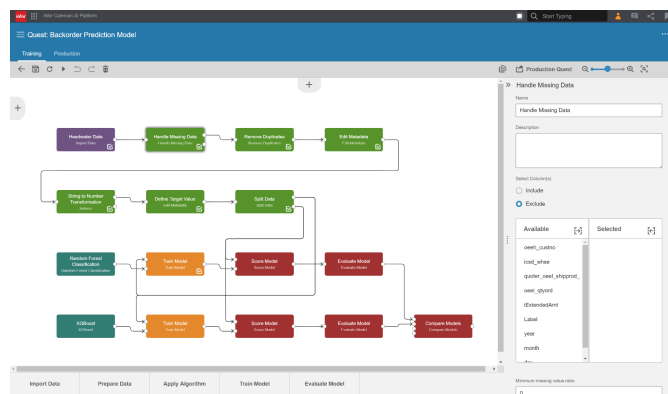 infor Infor Coleman AI Platform
Start Typing
Quest: Backorder Prediction Model
Training Production
Production Quest
Handle Missing Data
Name
Handle Missing Data
Description
Select Column(s)
Include
Exclude
Available
Selected
oeeh_custno
icsd_whse
quoter_oeel_shipprod_
oeel_qtyord
tExtendedAmt
Label
year
month
Minimum missing value ratio
0
Headwater Data
Import Data
Handle Missing Data
Handle Missing Data
Remove Duplicates
Remove Duplicates
Edit Metadata
Edit Metadata
String to Number
Transformation
Indexer
Define Target Value
Edit Metadata
Split Data
Split Data
Random Forest
Classification
Random Forest Classification
Train Model
Train Model
Score Model
Score Model
Evaluate Model
Evaluate Model
XGBoost
XGBoost
Train Model
Train Model
Score Model
Score Model
Evaluate Model
Evaluate Model
Compare Models
Compare Models
Import Data
Prepare Data
Apply Algorithm
Train Model
Evaluate Model